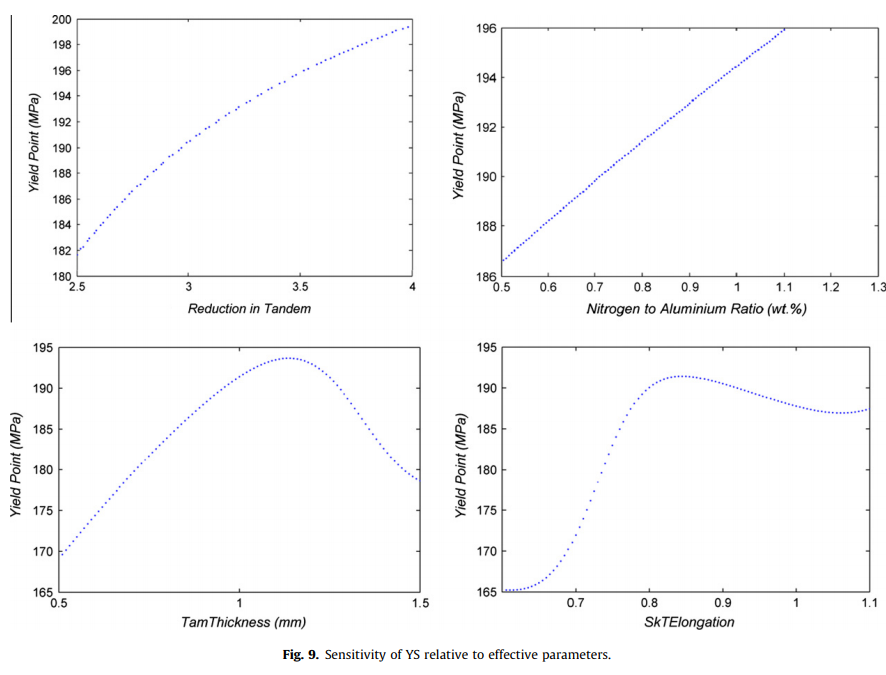 200
198
196
194
192
190
188
186
184
182
180
2.5 3 3.5 4
Yield Point (MPa)
Reduction in Tandem
196
194
192
190
188
186
0.5 0.6 0.7 0.8 0.9 1 1.1 1.2 1.3
Yield Point (MPa)
Nitrogen to Aluminium Ratio (wt.%)
195
190
185
180
175
170
165
0.5 1 1.5
Yield Point (MPa)
TamThickness (mm)
195
190
185
180
175
170
165
0.7 0.8 0.9 1 1.1
Yield Point (MPa)
SkTElongation
Fig. 9. Sensitivity of YS relative to effective parameters.